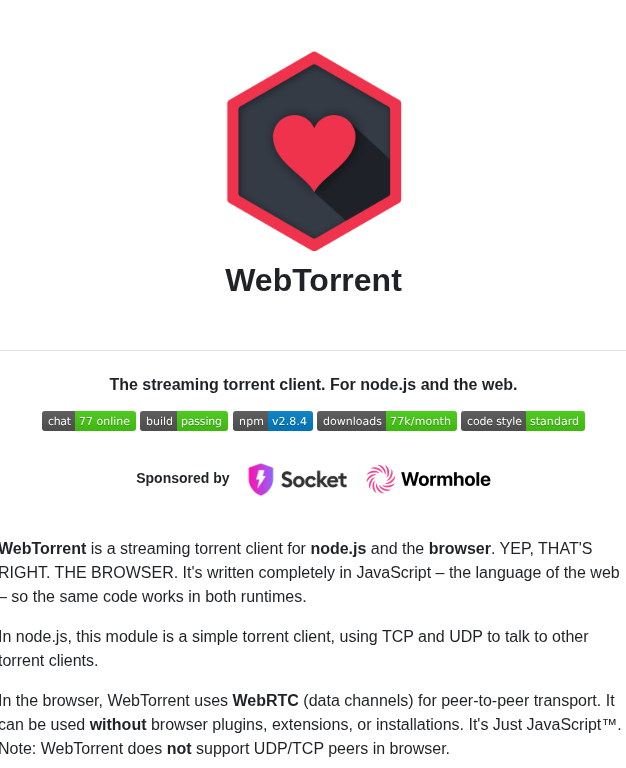 WebTorrent
The streaming torrent client. For node.js and the web.
chat 77 online build passing npm v2.8.4 downloads 77k/month code style standard
Sponsored by Socket Wormhole
WebTorrent is a streaming torrent client for node.js and the browser. YEP, THAT'S
RIGHT. THE BROWSER. It's written completely in JavaScript – the language of the web
– so the same code works in both runtimes.
In node.js, this module is a simple torrent client, using TCP and UDP to talk to other
torrent clients.
In the browser, WebTorrent uses WebRTC (data channels) for peer-to-peer transport. It
can be used without browser plugins, extensions, or installations. It's Just JavaScript™.
Note: WebTorrent does not support UDP/TCP peers in browser.